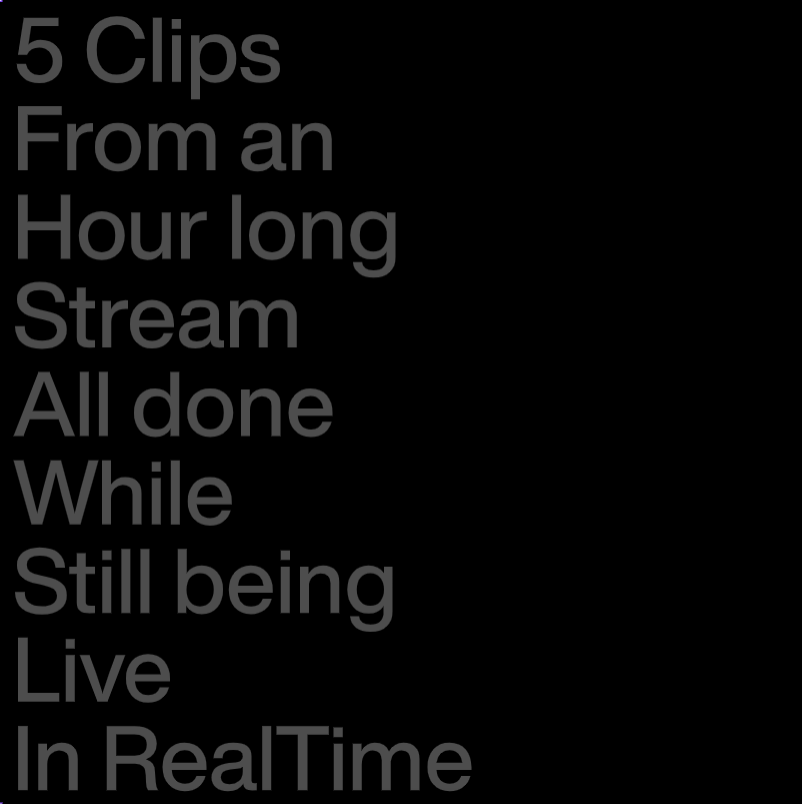 5 Clips
From an
Hour long
Stream
All done
While
Still being
Live
In RealTime